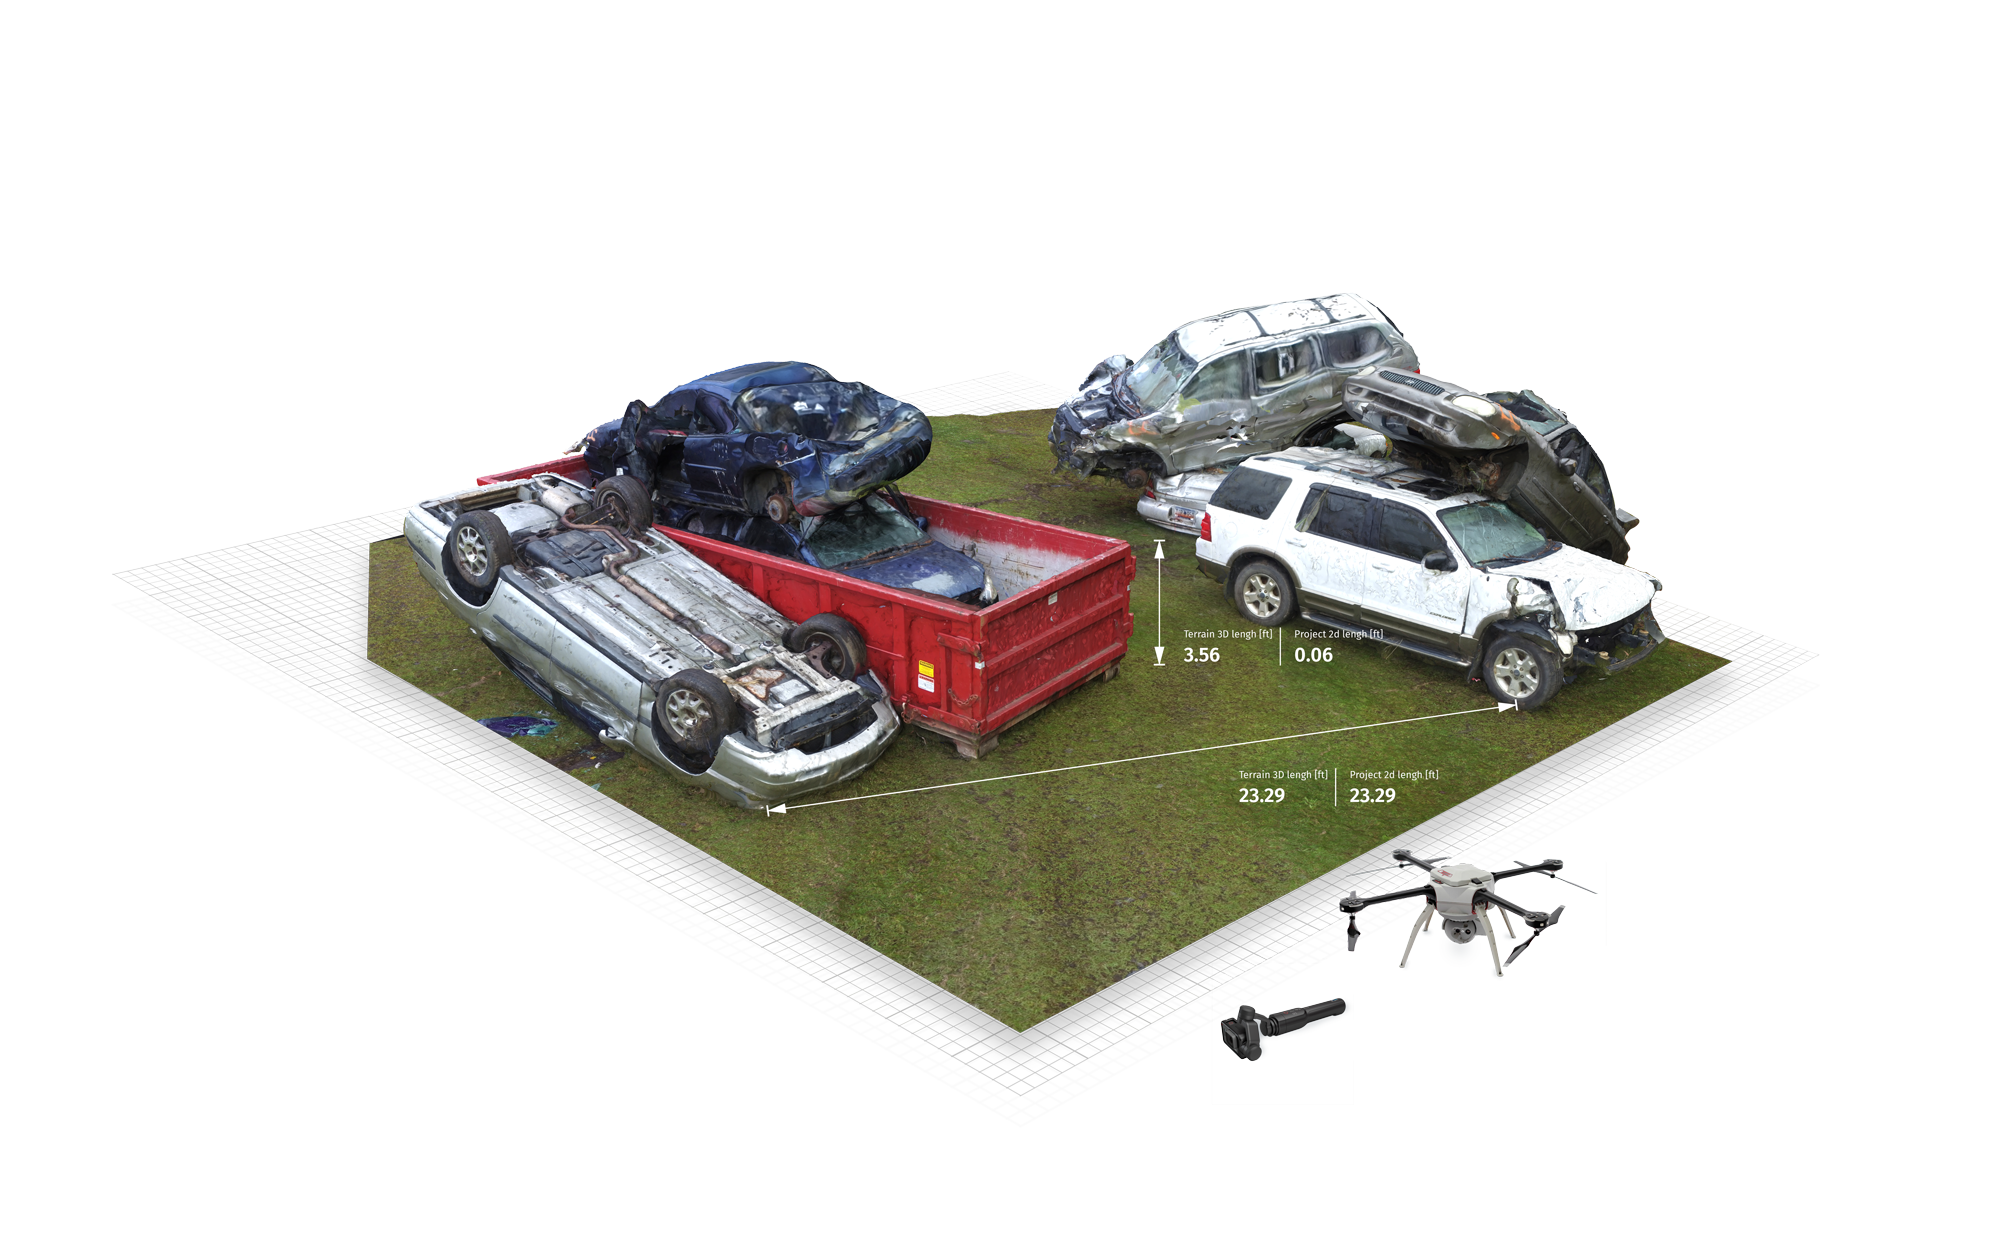 Terrain 3D lengh [ft] Project 2d lengh [ft]
3.56 0.06
Terrain 3D lengh [ft] Project 2d lengh [ft]
23.29 23.29